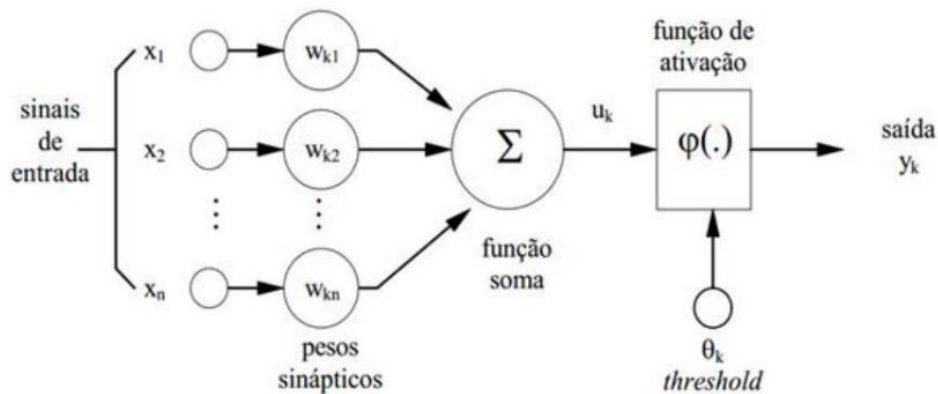 sinais
de
entrada
x1
x2
xn
wk1
wk2
wkn
pesos
sinápticos
Σ
função
soma
uk
função de
ativação
φ(.)
θk
threshold
saída
yk